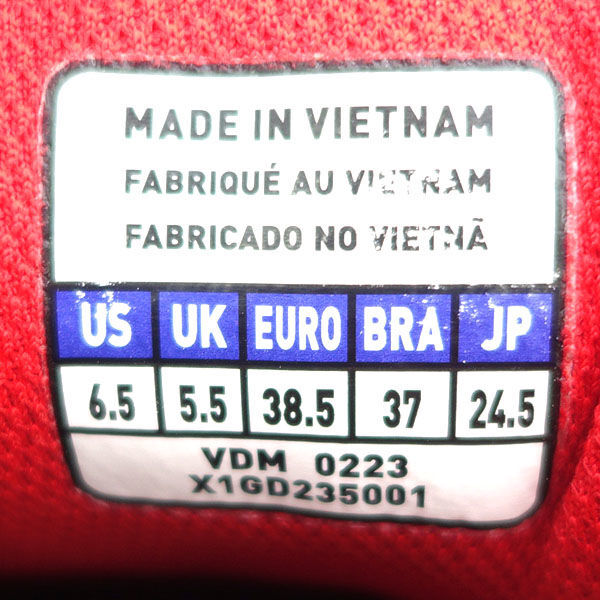 MADE IN VIETNAM
FABRIQUÉ AU VIETNAM
FABRICADO NO VIETNÃ
US UK EURO BRA JP
6.5 5.5 38.5 37 24.5
VDM 0223
X1GD235001